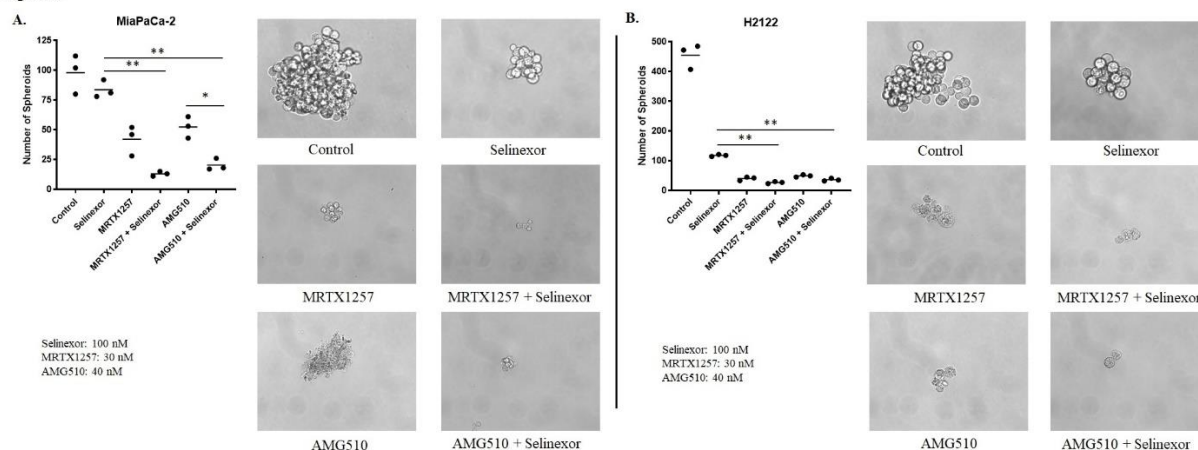 A.
MiaPaCa-2
Number of Spheroids
125
100
75
50
25
0
**
**
*
Control
Selinexor
MRTX1257
MRTX1257 + Selinexor
AMG510
AMG510 + Selinexor
Control
Selinexor
MRTX1257
MRTX1257 + Selinexor
Selinexor: 100 nM
MRTX1257: 30 nM
AMG510: 40 nM
AMG510
AMG510 + Selinexor
B.
H2122
Number of Spheroids
500
400
300
200
100
0
**
**
Control
Selinexor
MRTX1257
MRTX1257 + Selinexor
AMG510
AMG510 + Selinexor
Control
Selinexor
MRTX1257
MRTX1257 + Selinexor
Selinexor: 100 nM
MRTX1257: 30 nM
AMG510: 40 nM
AMG510
AMG510 + Selinexor